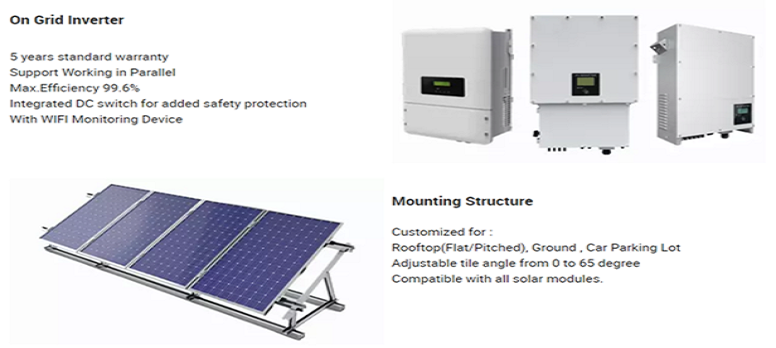 On Grid Inverter
5 years standard warranty
Support Working in Parallel
Max.Efficiency 99.6%
Integrated DC switch for added safety protection
With WIFI Monitoring Device
Mounting Structure
Customized for :
Rooftop(Flat/Pitched), Ground , Car Parking Lot
Adjustable tile angle from 0 to 65 degree
Compatible with all solar modules.